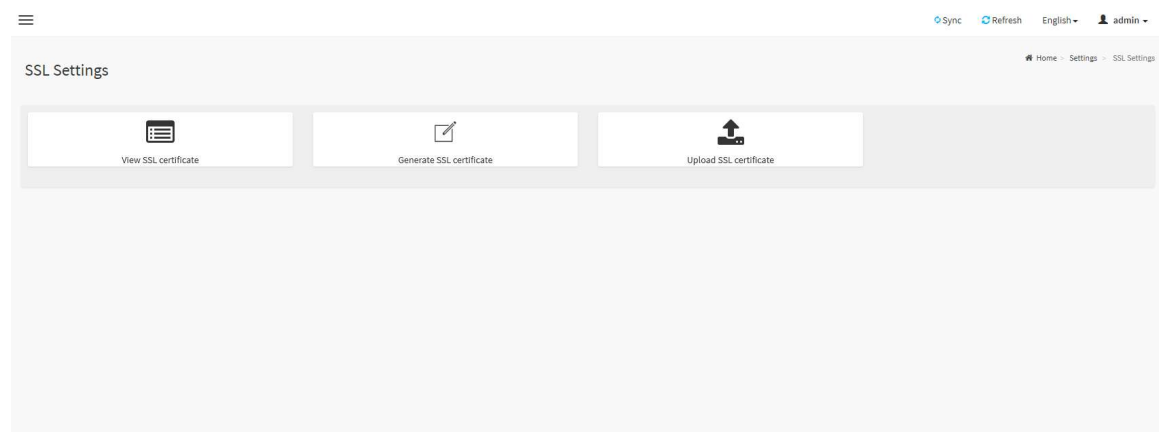 Sync Refresh English admin
Home > Settings > SSL Settings
SSL Settings
View SSL certificate Generate SSL certificate Upload SSL certificate